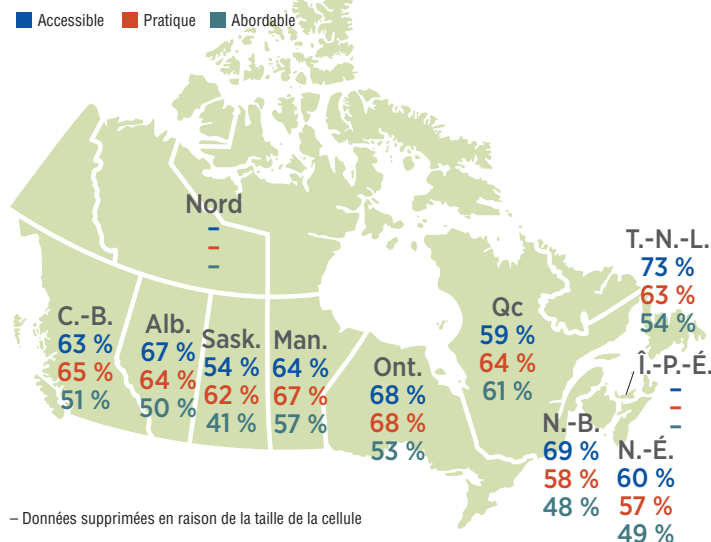 Accessible Pratique Abordable
Nord
–
–
–
T.-N.-L.
73 %
63 %
54 %
C.-B.
63 %
65 %
51 %
Alb.
67 %
64 %
50 %
Sask.
54 %
62 %
41 %
Man.
64 %
67 %
57 %
Ont.
68 %
68 %
53 %
Qc
59 %
64 %
61 %
Î.-P.-É.
–
–
–
N.-B.
69 %
58 %
48 %
N.-É.
60 %
57 %
49 %
– Données supprimées en raison de la taille de la cellule